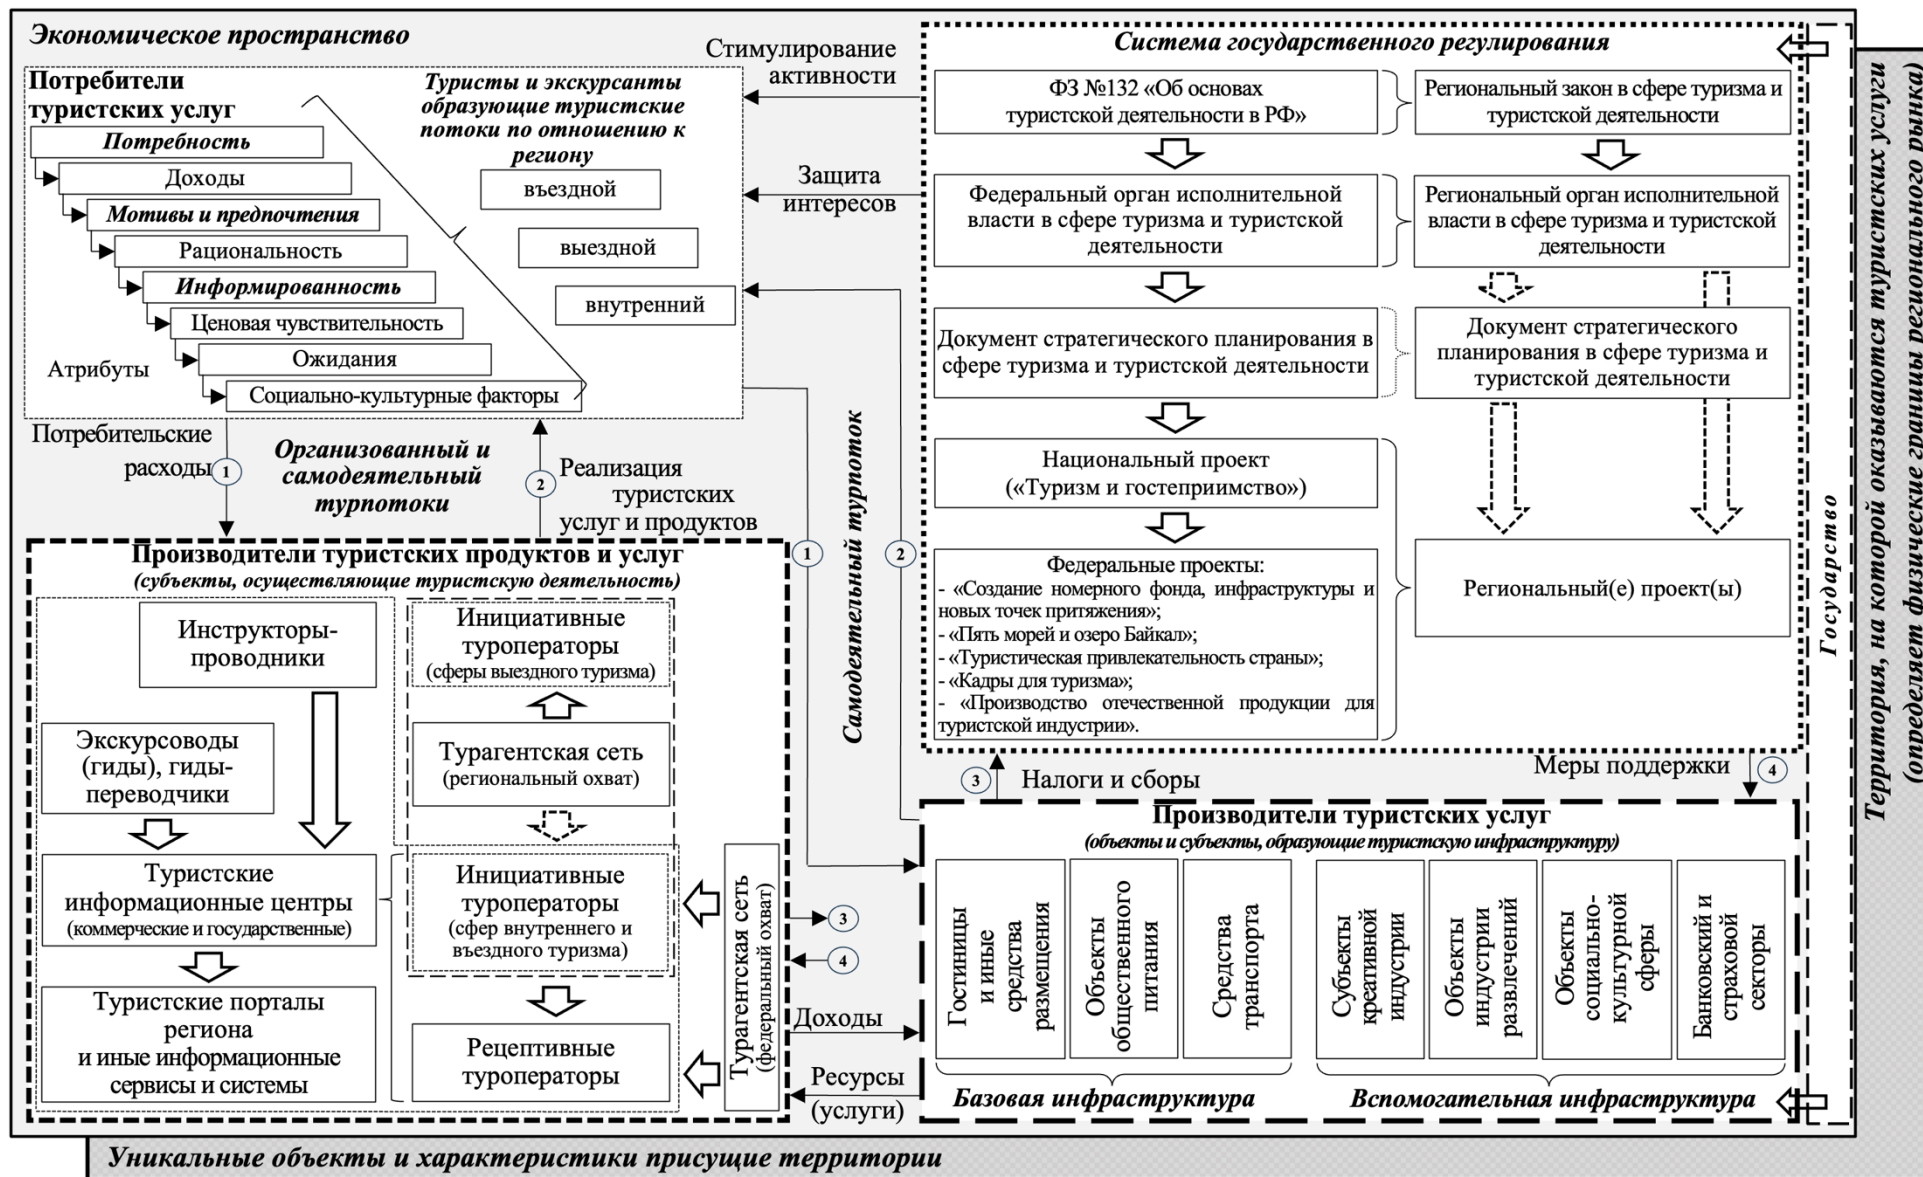 Экономическое пространство
Потребители
туристских услуг
Потребность
Доходы
Мотивы и предпочтения
Рациональность
Информированность
Ценовая чувствительность
Ожидания
Социально-культурные факторы
Атрибуты
Туристы и экскурсанты
образующие туристские
потоки по отношению к
региону
въездной
выездной
внутренний
Стимулирование
активности
Защита
интересов
Система государственного регулирования
ФЗ №132 «Об основах
туристской деятельности в РФ»
Региональный закон в сфере туризма и
туристской деятельности
Федеральный орган исполнительной
власти в сфере туризма и туристской
деятельности
Региональный орган исполнительной
власти в сфере туризма и туристской
деятельности
Документ стратегического планирования в
сфере туризма и туристской деятельности
Документ стратегического
планирования в сфере туризма и
туристской деятельности
Национальный проект
(«Туризм и гостеприимство»)
Федеральные проекты:
- «Создание номерного фонда, инфраструктуры и
новых точек притяжения»;
- «Пять морей и озеро Байкал»;
- «Туристическая привлекательность страны»;
- «Кадры для туризма»;
- «Производство отечественной продукции для
туристской индустрии».
Региональный(е) проект(ы)
Государство
Территория, на которой оказываются туристских услуги
(определяет физические границы регионального рынка)
Потребительские
расходы
1
Организованный и
самодеятельный
турпотоки
2
Реализация
туристских
услуг и продуктов
1
Самодеятельный турпоток
2
Производители туристских продуктов и услуг
(субъекты, осуществляющие туристскую деятельность)
Инструкторы-
проводники
Экскурсоводы
(гиды), гиды-
переводчики
Туристские
информационные центры
(коммерческие и государственные)
Туристские порталы
региона
и иные информационные
сервисы и системы
Инициативные
туроператоры
(сферы выездного туризма)
Турагентская сеть
(региональный охват)
Инициативные
туроператоры
(сфер внутреннего и
въездного туризма)
Рецептивные
туроператоры
Турагентская сеть
(федеральный охват)
3
4
Доходы
Ресурсы
(услуги)
3
Налоги и сборы
Меры поддержки
4
Производители туристских услуг
(объекты и субъекты, образующие туристскую инфраструктуру)
Гостиницы
и иные
средства
размещения
Объекты
общественного
питания
Средства
транспорта
Субъекты
креативной
индустрии
Объекты
индустрии
развлечений
Объекты
социально-
культурной
сферы
Банковский и
страховой
секторы
Базовая инфраструктура
Вспомогательная инфраструктура
Уникальные объекты и характеристики присущие территории